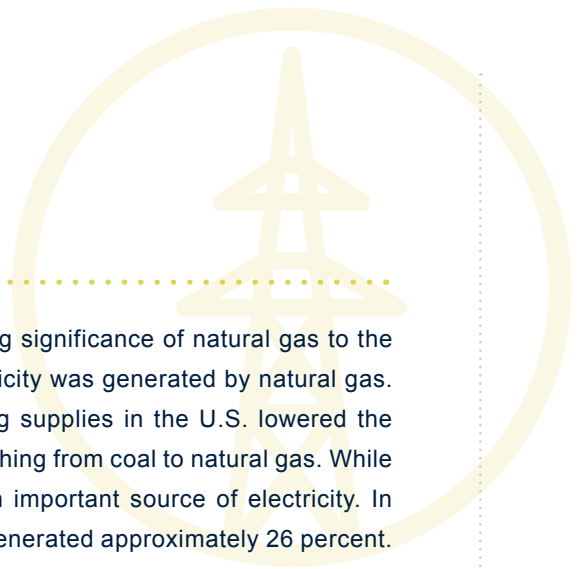 g significance of natural gas to the
icity was generated by natural gas.
g supplies in the U.S. lowered the
hing from coal to natural gas. While
important source of electricity. In
enerated approximately 26 percent.